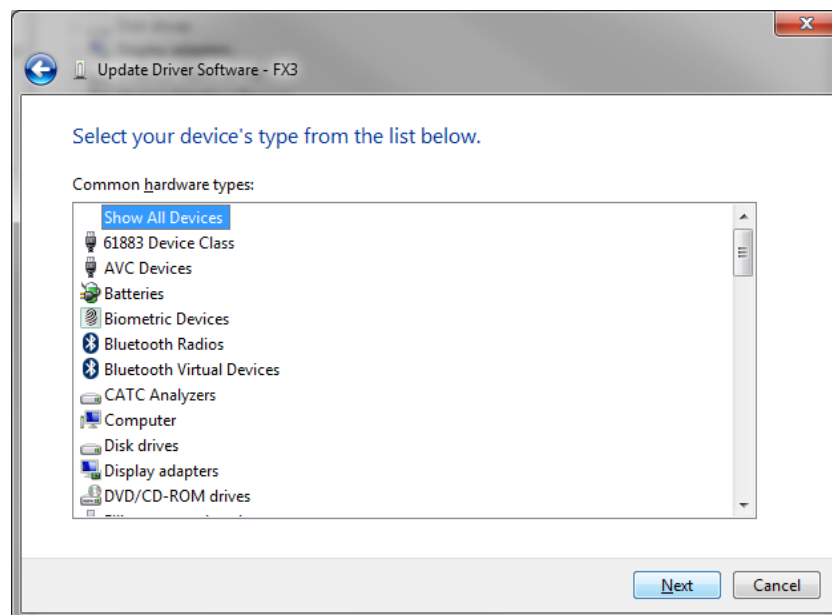 Update Driver Software - FX3
Select your device's type from the list below.
Common hardware types:
Show All Devices
61883 Device Class
AVC Devices
Batteries
Biometric Devices
Bluetooth Radios
Bluetooth Virtual Devices
CATC Analyzers
Computer
Disk drives
Display adapters
DVD/CD-ROM drives
Next
Cancel